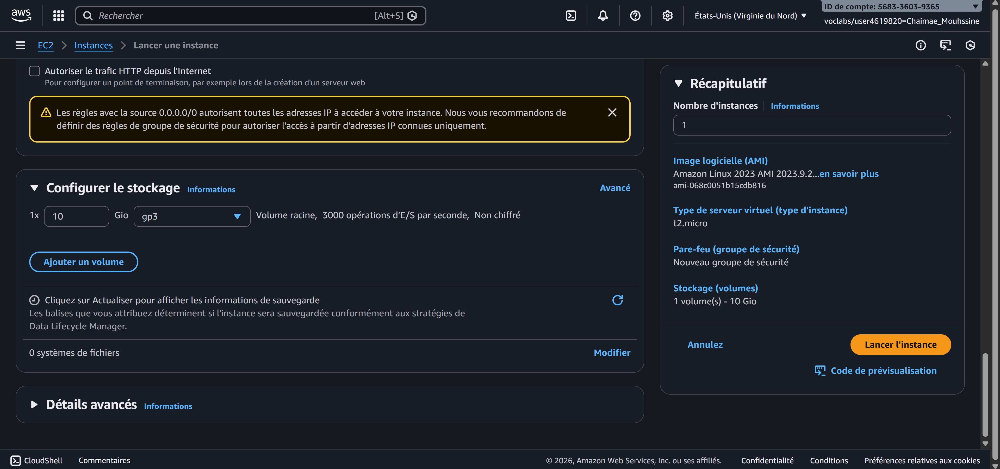 aws
Rechercher [Alt+S]
États-Unis (Virginie du Nord)
ID de compte: 5683-3603-9365
voclabs/user4619820=Chaimae_Mouhssine
EC2 Instances Lancer une instance
Autoriser le trafic HTTP depuis l'Internet
Pour configurer un point de terminaison, par exemple lors de la création d'un serveur web
Les règles avec la source 0.0.0.0/0 autorisent toutes les adresses IP à accéder à votre instance. Nous vous recommandons de
définir des règles de groupe de sécurité pour autoriser l'accès à partir d'adresses IP connues uniquement.
Configurer le stockage Informations Avancé
1x 10 Gio gp3 Volume racine, 3000 opérations d’E/S par seconde, Non chiffré
Ajouter un volume
Cliquez sur Actualiser pour afficher les informations de sauvegarde
Les balises que vous attribuez déterminent si l'instance sera sauvegardée conformément aux stratégies de
Data Lifecycle Manager.
0 systèmes de fichiers Modifier
Détails avancés Informations
Récapitulatif
Nombre d'instances Informations
1
Image logicielle (AMI)
Amazon Linux 2023 AMI 2023.9.2...en savoir plus
ami-068c0051b15cdb816
Type de serveur virtuel (type d'instance)
t2.micro
Pare-feu (groupe de sécurité)
Nouveau groupe de sécurité
Stockage (volumes)
1 volume(s) - 10 Gio
Annulez Lancer l'instance
Code de prévisualisation
CloudShell Commentaires © 2026, Amazon Web Services, Inc. ou ses affiliés. Confidentialité Conditions Préférences relatives aux cookies